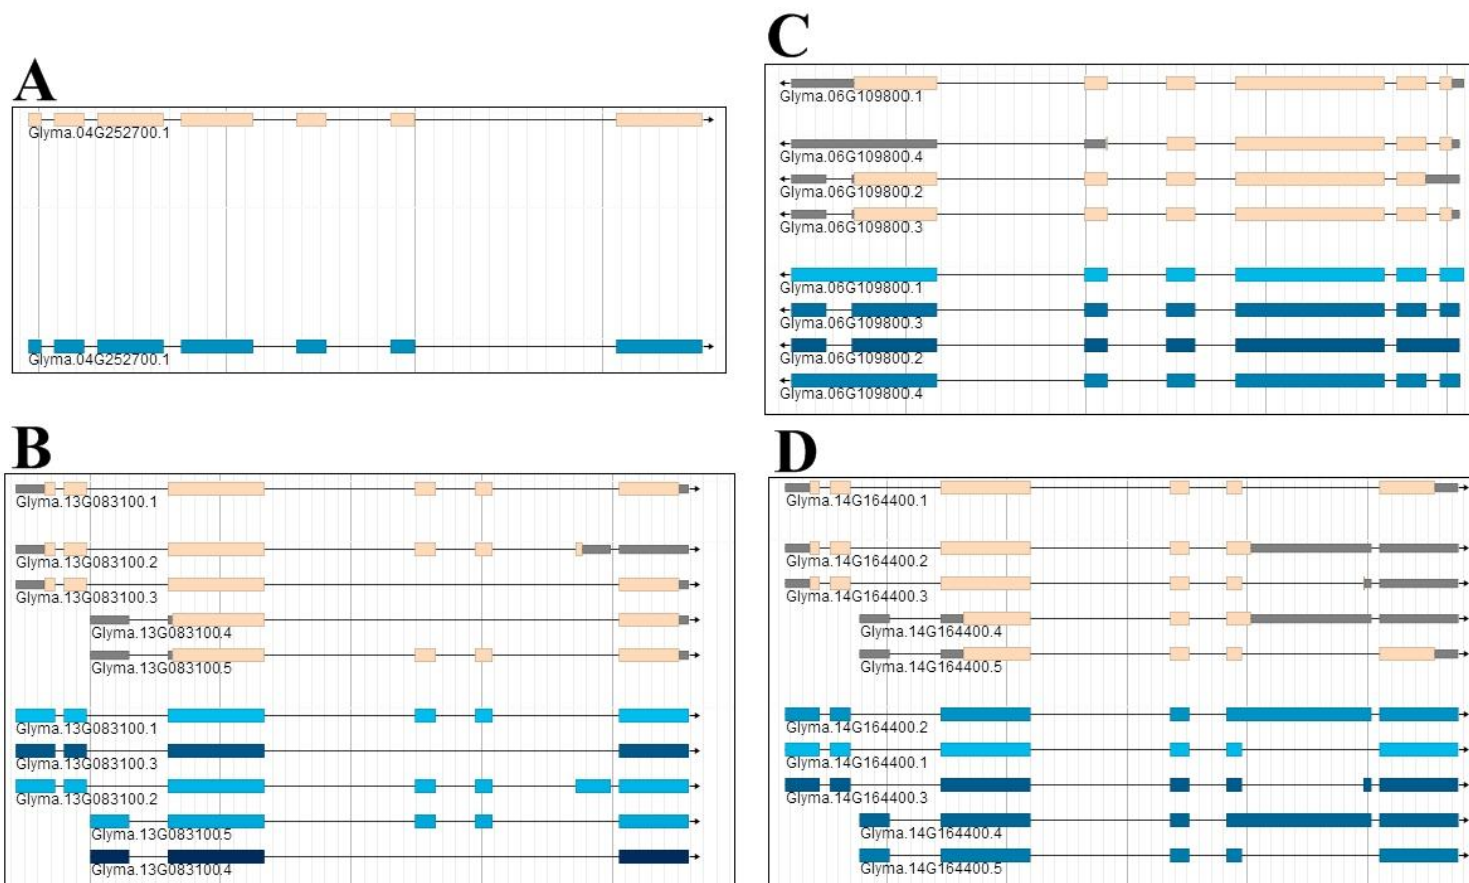 A
Glyma.04G252700.1
Glyma.04G252700.1
B
Glyma.13G083100.1
Glyma.13G083100.2
Glyma.13G083100.3
Glyma.13G083100.4
Glyma.13G083100.5
Glyma.13G083100.1
Glyma.13G083100.3
Glyma.13G083100.2
Glyma.13G083100.5
Glyma.13G083100.4
C
Glyma.06G109800.1
Glyma.06G109800.4
Glyma.06G109800.2
Glyma.06G109800.3
Glyma.06G109800.1
Glyma.06G109800.3
Glyma.06G109800.2
Glyma.06G109800.4
D
Glyma.14G164400.1
Glyma.14G164400.2
Glyma.14G164400.3
Glyma.14G164400.4
Glyma.14G164400.5
Glyma.14G164400.2
Glyma.14G164400.1
Glyma.14G164400.3
Glyma.14G164400.4
Glyma.14G164400.5